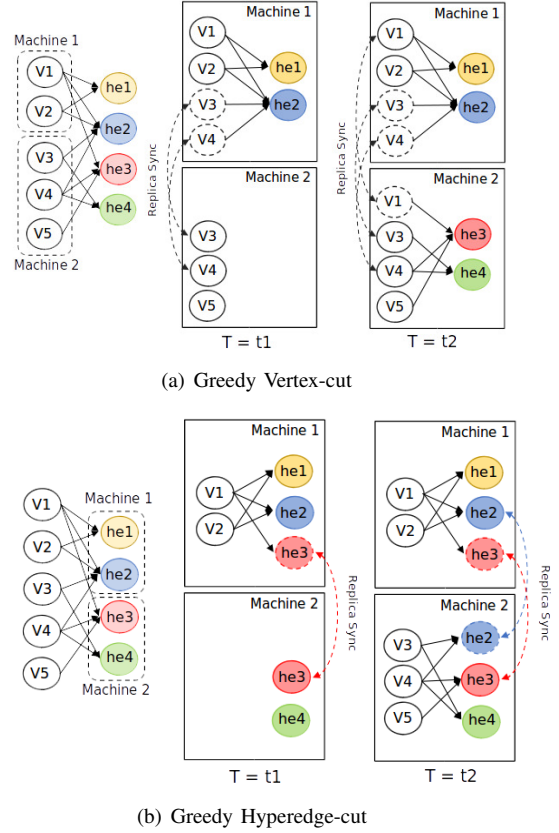 Machine 1
V1
V2
V3
V4
V5
he1
he2
he3
he4
Machine 2
Machine 1
V1
V2
V3
V4
he1
he2
Replica Sync
Machine 2
V3
V4
V5
T = t1
Machine 1
V1
V2
V3
V4
he1
he2
Replica Sync
Machine 2
V1
V3
V4
V5
he3
he4
T = t2
(a) Greedy Vertex-cut
V1
V2
V3
V4
V5
Machine 1
he1
he2
he3
he4
Machine 2
Machine 1
V1
V2
he1
he2
he3
Replica Sync
Machine 2
he3
he4
T = t1
Machine 1
V1
V2
he1
he2
he3
Replica Sync
Machine 2
V3
V4
V5
he2
he3
he4
T = t2
(b) Greedy Hyperedge-cut